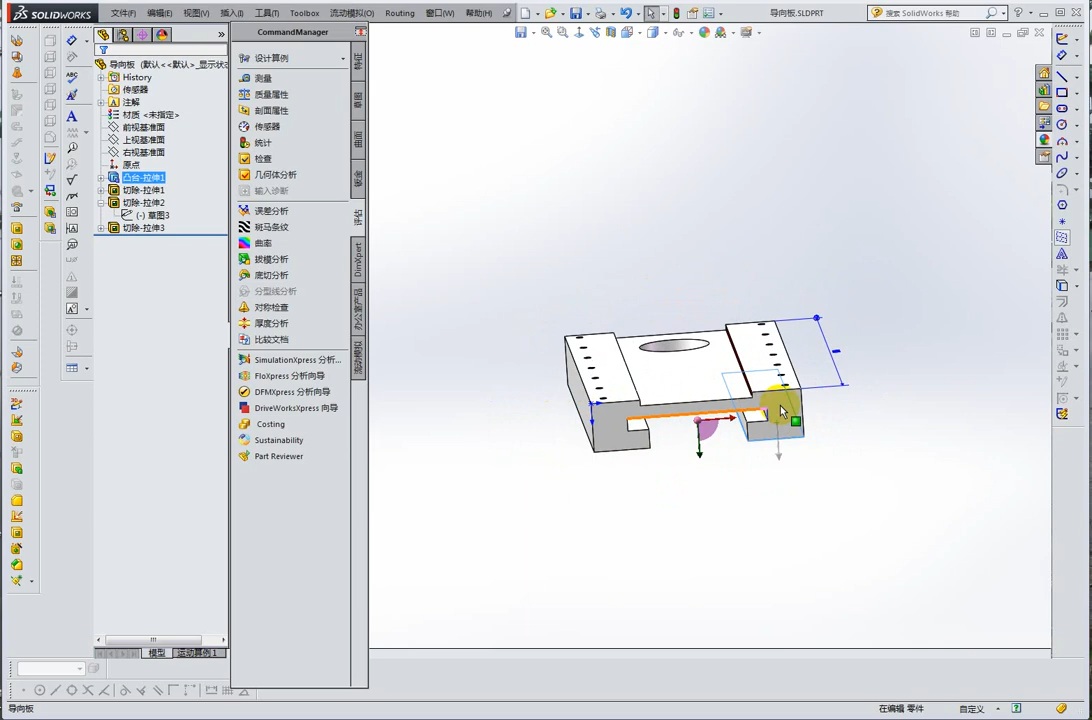 SOLIDWORKS
文件(F)
编辑(E)
视图(V)
插入(I)
工具(T)
Toolbox
流动模拟(O)
Routing
窗口(W)
帮助(H)
导向板.SLDPRT
搜索 SolidWorks 帮助
CommandManager
导向板 (默认<<默认>_显示状态
History
传感器
注解
材质 <未指定>
前视基准面
上视基准面
右视基准面
原点
凸台-拉伸1
切除-拉伸1
切除-拉伸2
(-) 草图3
切除-拉伸3
设计算例
测量
质量属性
剖面属性
传感器
统计
检查
几何体分析
输入诊断
误差分析
斑马条纹
曲率
拔模分析
底切分析
分型线分析
对称检查
厚度分析
比较文档
SimulationXpress 分析...
FloXpress 分析向导
DFMXpress 分析向导
DriveWorksXpress 向导
Costing
Sustainability
Part Reviewer
特征
草图
曲面
钣金
评估
DimXpert
办公室产品
流动模拟
模型
运动算例1
导向板
在编辑 零件
自定义